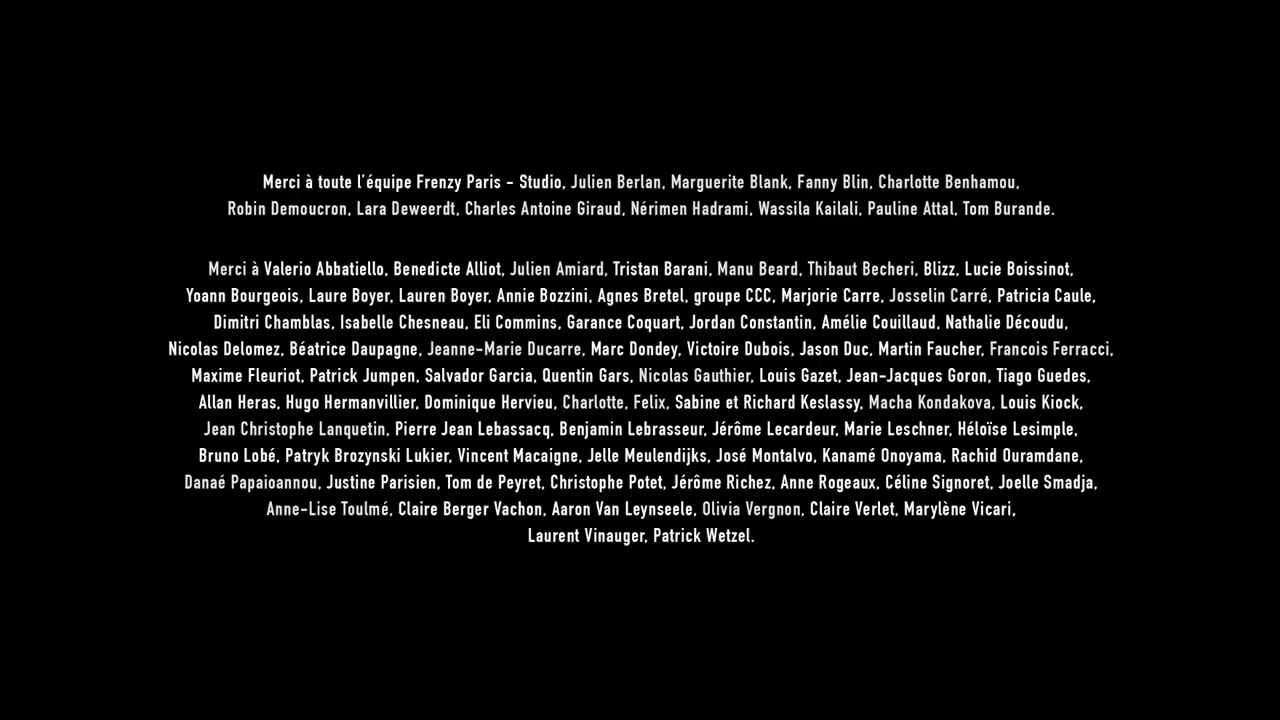 Merci à toute l'équipe Frenzy Paris - Studio, Julien Berlan, Marguerite Blank, Fanny Blin, Charlotte Benhamou,
Robin Demoucron, Lara Deweerdt, Charles Antoine Giraud, Nérimen Hadrami, Wassila Kailali, Pauline Attal, Tom Burande.
Merci à Valerio Abbatiello, Benedicte Alliot, Julien Amiard, Tristan Barani, Manu Beard, Thibaut Becheri, Blizz, Lucie Boissinot,
Yoann Bourgeois, Laure Boyer, Lauren Boyer, Annie Bozzini, Agnes Bretel, groupe CCC, Marjorie Carre, Josselin Carré, Patricia Caule,
Dimitri Chamblas, Isabelle Chesneau, Eli Commins, Garance Coquart, Jordan Constantin, Amélie Couillaud, Nathalie Découdu,
Nicolas Delomez, Béatrice Daupagne, Jeanne-Marie Ducarre, Marc Dondey, Victoire Dubois, Jason Duc, Martin Faucher, Francois Ferracci,
Maxime Fleuriot, Patrick Jumpen, Salvador Garcia, Quentin Gars, Nicolas Gauthier, Louis Gazet, Jean-Jacques Goron, Tiago Guedes,
Allan Heras, Hugo Hermanvillier, Dominique Hervieu, Charlotte, Felix, Sabine et Richard Keslassy, Macha Kondakova, Louis Kiock,
Jean Christophe Lanquetin, Pierre Jean Lebassacq, Benjamin Lebrasseur, Jérôme Lecardeur, Marie Leschner, Héloïse Lesimple,
Bruno Lobé, Patryk Brozynski Lukier, Vincent Macaigne, Jelle Meulendijks, José Montalvo, Kanamé Onoyama, Rachid Ouramdane,
Danaé Papaioannou, Justine Parisien, Tom de Peyret, Christophe Potet, Jérôme Richez, Anne Rogeaux, Céline Signoret, Joelle Smadja,
Anne-Lise Toulmé, Claire Berger Vachon, Aaron Van Leynseele, Olivia Vergnon, Claire Verlet, Marylène Vicari,
Laurent Vinauger, Patrick Wetzel.